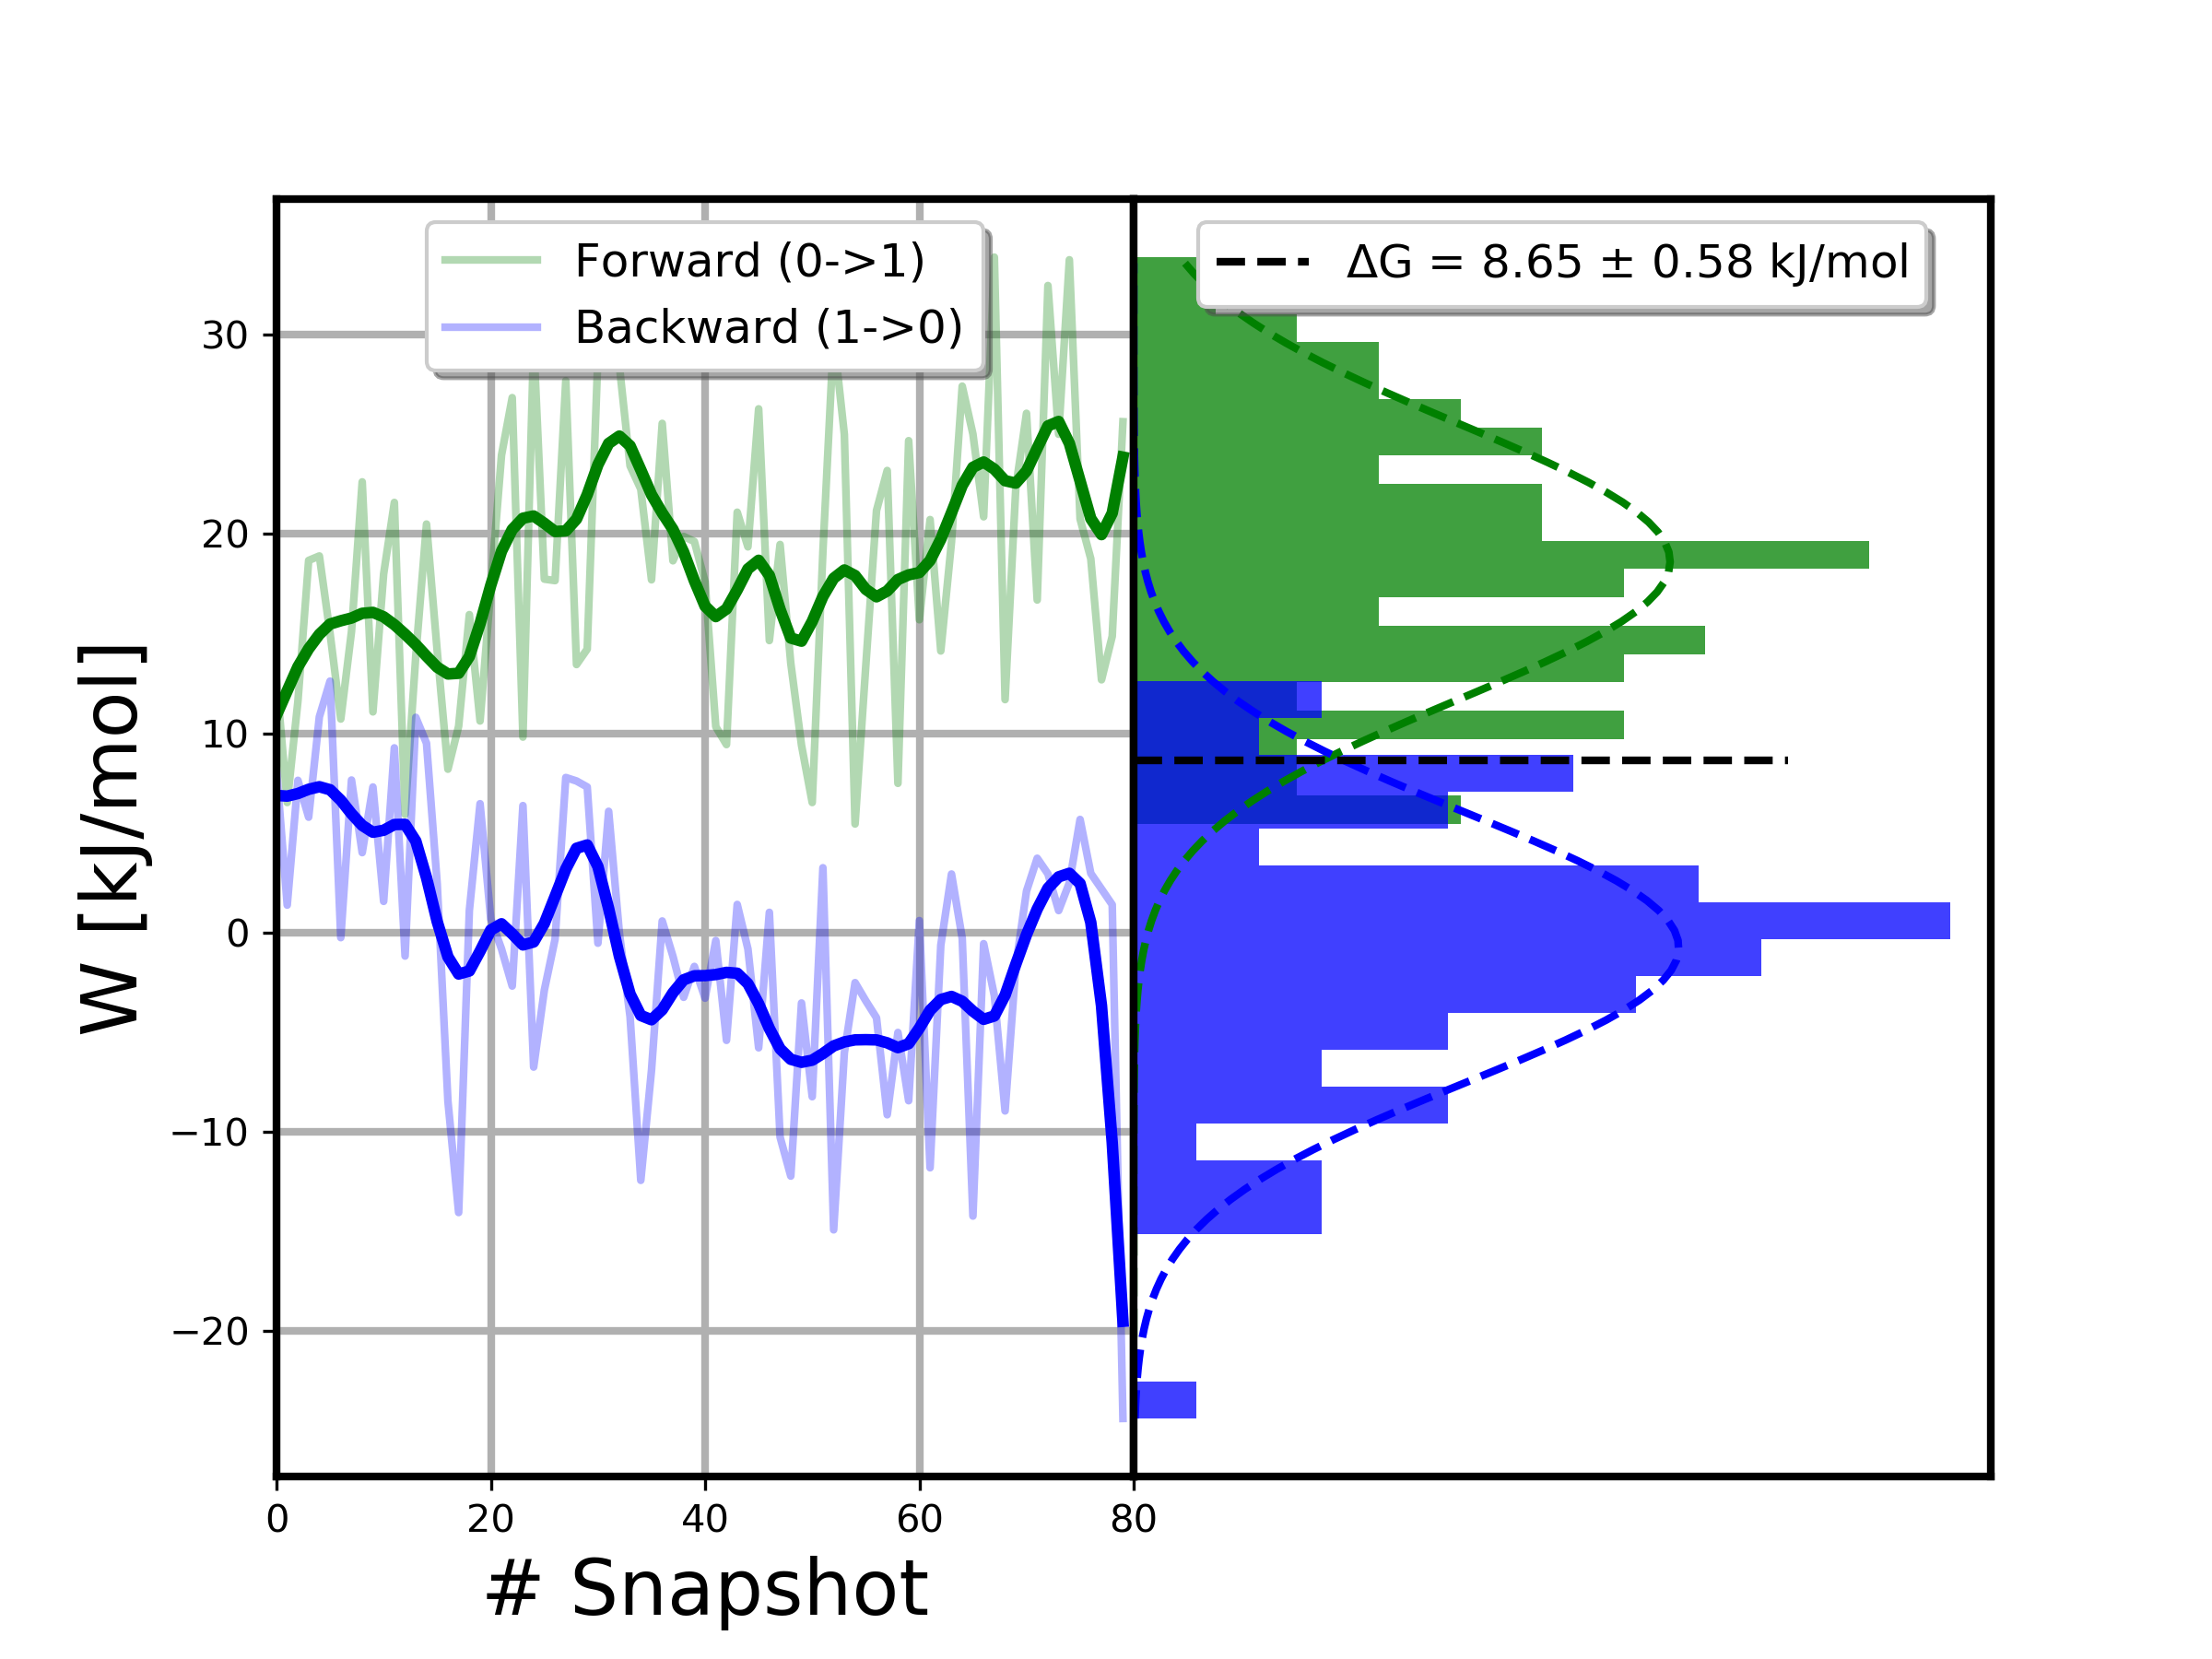 Forward (0->1)
Backward (1->0)
ΔG = 8.65 ± 0.58 kJ/mol
W [kJ/mol]
30
20
10
0
−10
−20
0 20 40 60 80
# Snapshot